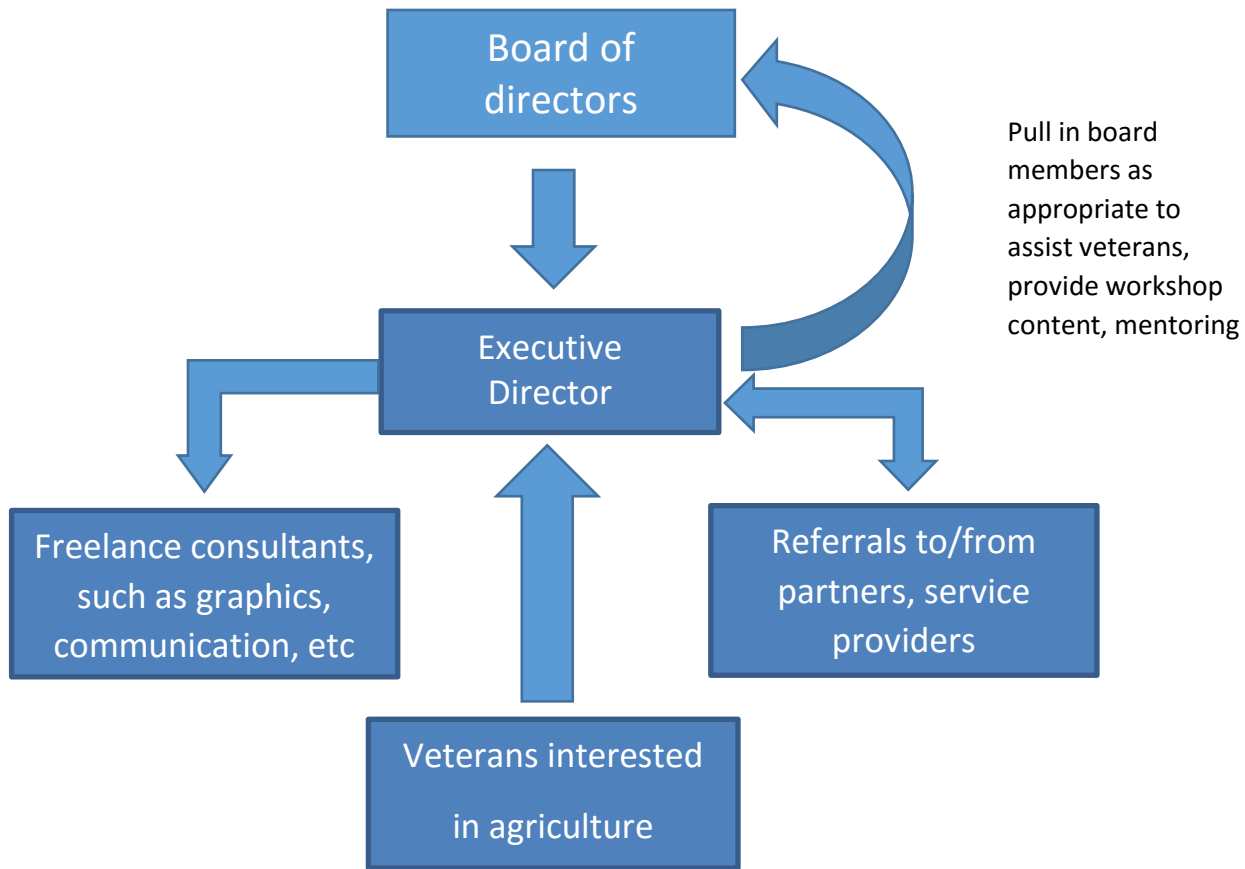 Board of
directors
Pull in board
members as
appropriate to
assist veterans,
provide workshop
content, mentoring
Executive
Director
Freelance consultants,
such as graphics,
communication, etc
Referrals to/from
partners, service
providers
Veterans interested
in agriculture